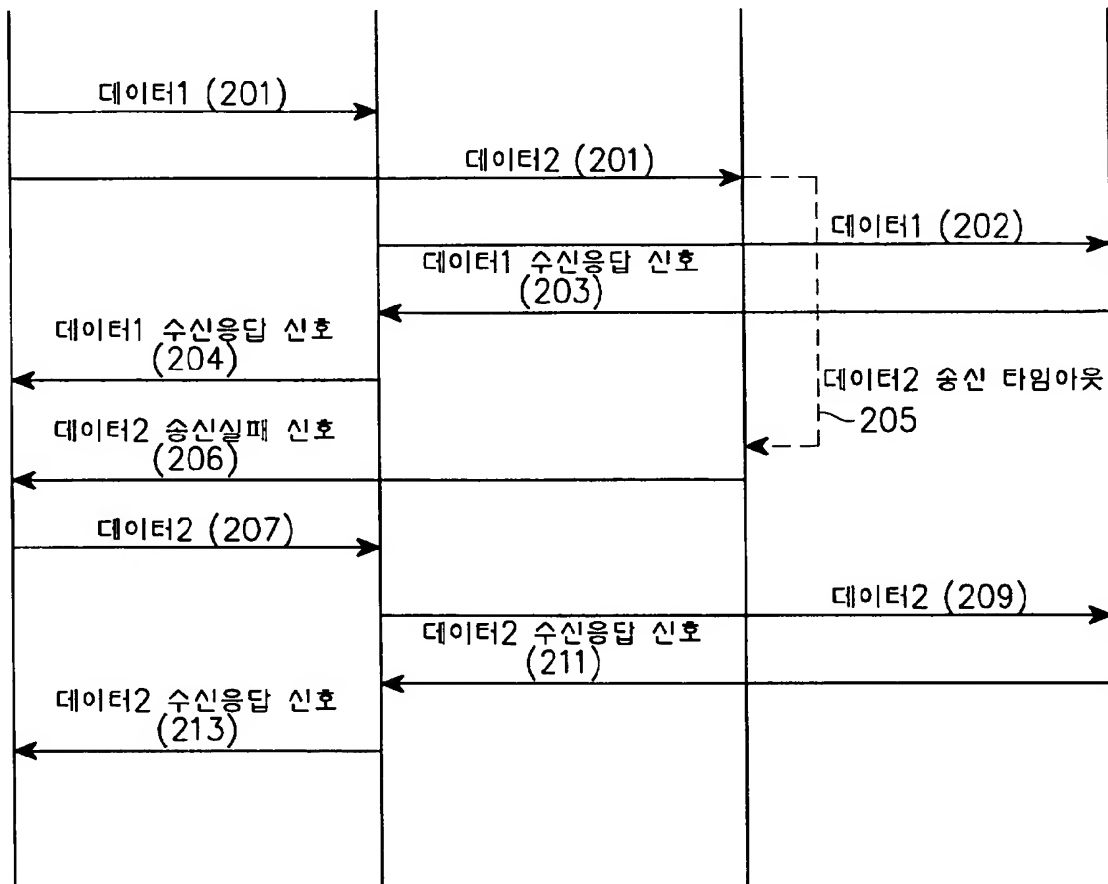 데이터1 (201)
데이터2 (201)
데이터1 (202)
데이터1 수신응답 신호
(203)
데이터1 수신응답 신호
(204)
데이터2 송신 타임아웃
205
데이터2 송신실패 신호
(206)
데이터2 (207)
데이터2 (209)
데이터2 수신응답 신호
(211)
데이터2 수신응답 신호
(213)